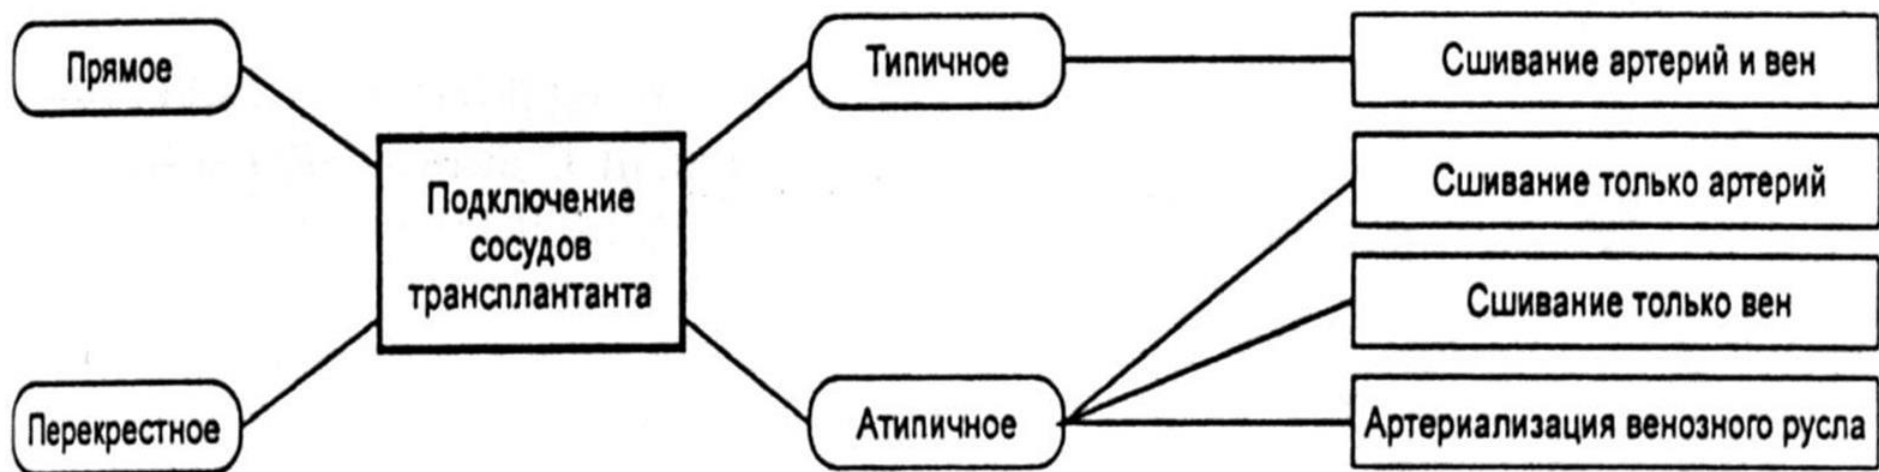 Прямое
Типичное
Сшивание артерий и вен
Подключение
сосудов
трансплантанта
Сшивание только артерий
Сшивание только вен
Перекрестное
Атипичное
Артериализация венозного русла